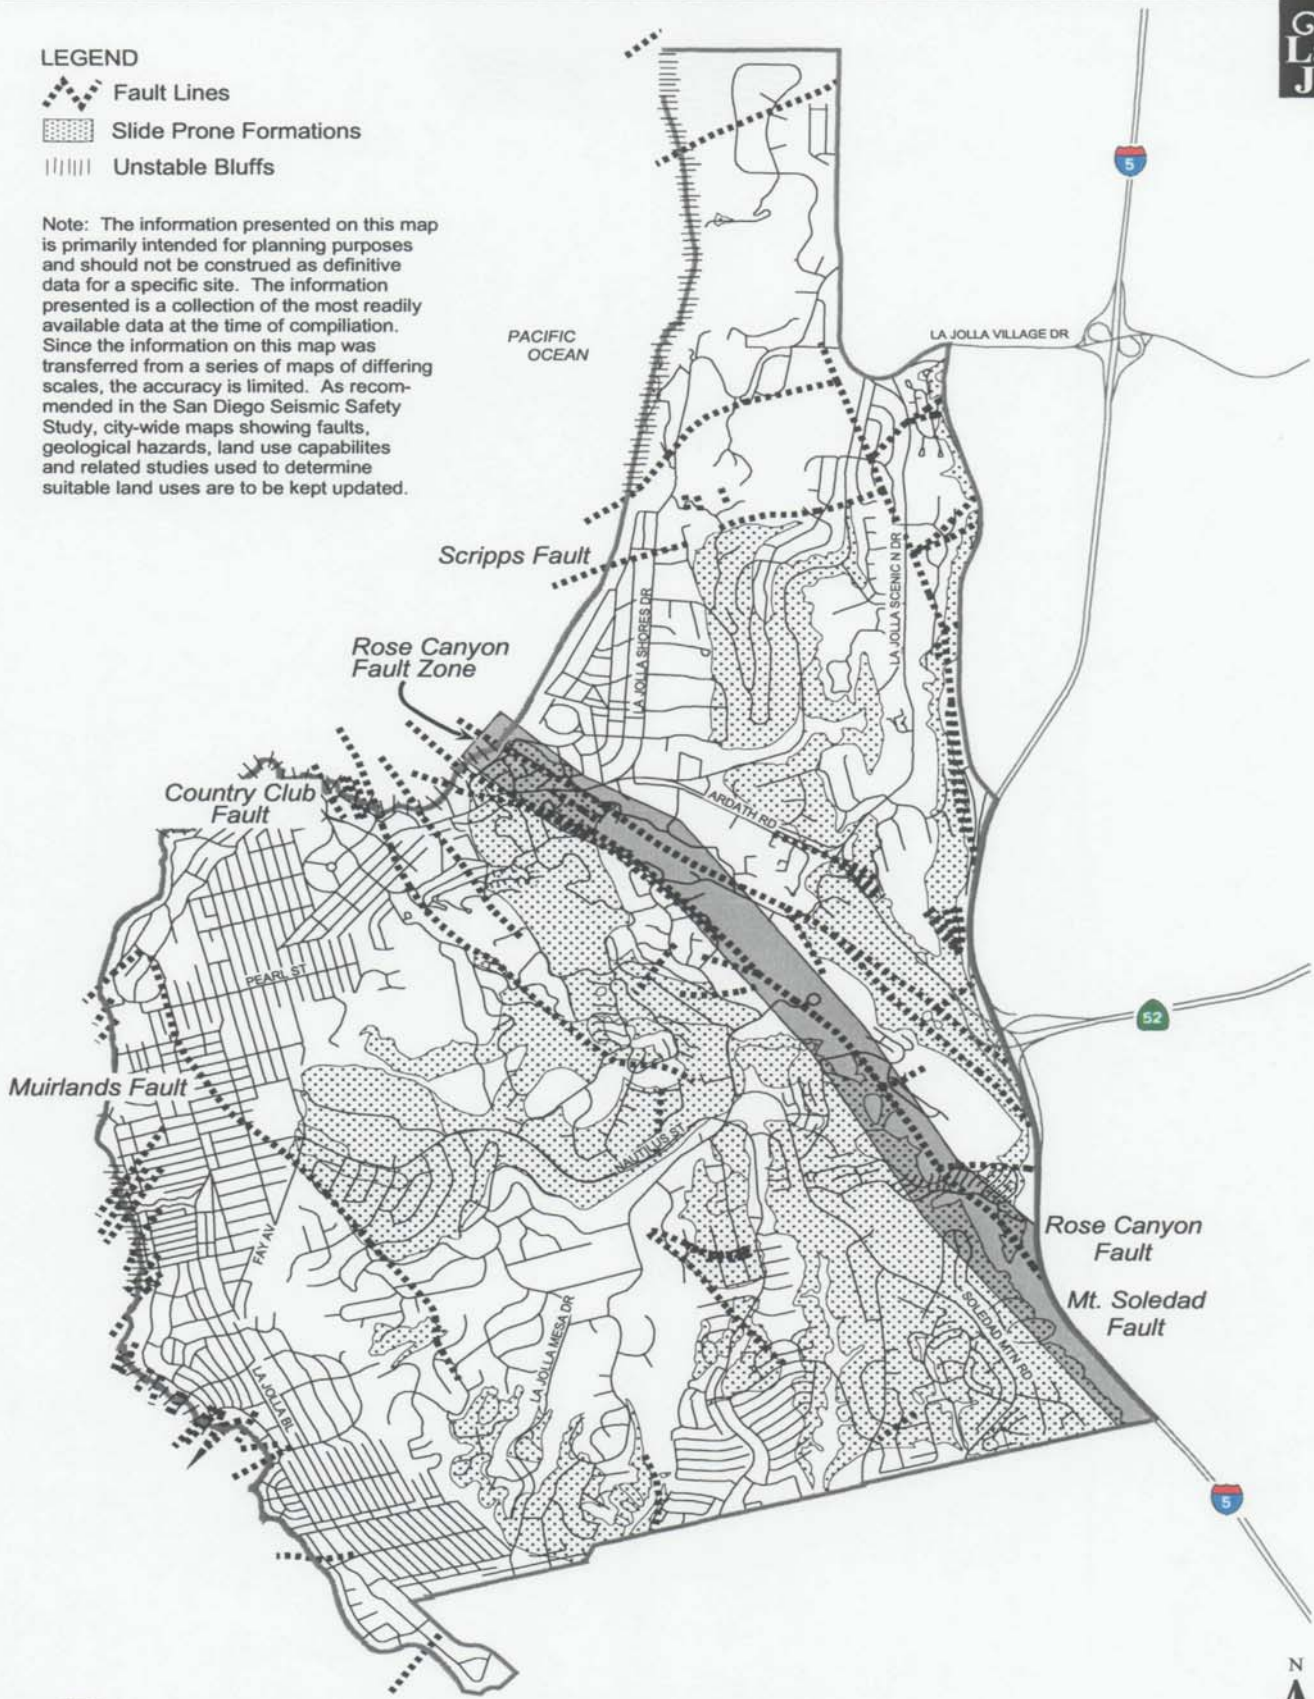 LEGEND
Fault Lines
Slide Prone Formations
Unstable Bluffs
Note: The information presented on this map
is primarily intended for planning purposes
and should not be construed as definitive
data for a specific site. The information
presented is a collection of the most readily
available data at the time of compiliation.
Since the information on this map was
transferred from a series of maps of differing
scales, the accuracy is limited. As recom-
mended in the San Diego Seismic Safety
Study, city-wide maps showing faults,
geological hazards, land use capabilites
and related studies used to determine
suitable land uses are to be kept updated.
5
PACIFIC
OCEAN
LA JOLLA VILLAGE DR
Scripps Fault
LA JOLLA SCENIC N DR
LA JOLLA SHORES DR
Rose Canyon
Fault Zone
Country Club
Fault
ARDATH RD
PEARL ST
52
Muirlands Fault
NAUTILUS ST
FAY AV
Rose Canyon
Fault
Mt. Soledad
Fault
SOLEDAD MTN RD
LA JOLLA MESA DR
LA JOLLA BL
5
N